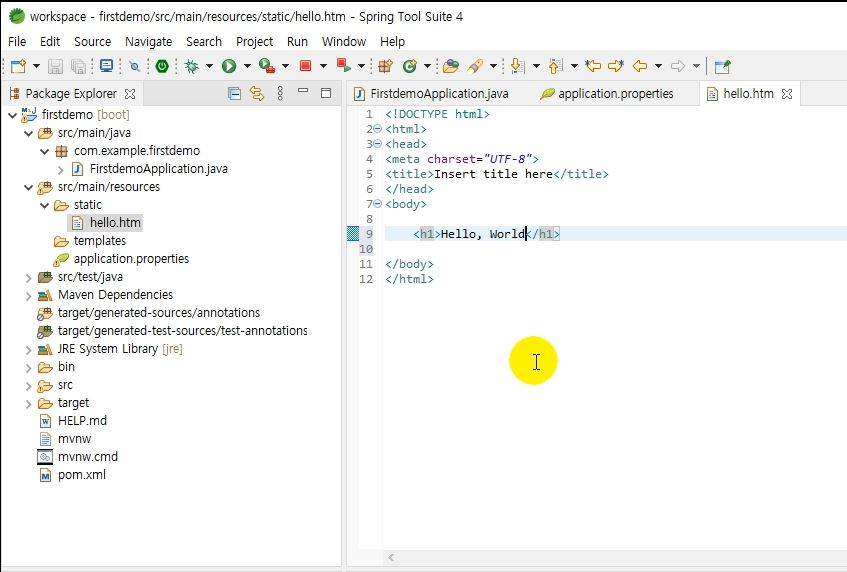 workspace - firstdemo/src/main/resources/static/hello.htm - Spring Tool Suite 4
File Edit Source Navigate Search Project Run Window Help
Package Explorer
FirstdemoApplication.java application.properties hello.htm
firstdemo [boot]
src/main/java
com.example.firstdemo
FirstdemoApplication.java
src/main/resources
static
hello.htm
templates
application.properties
src/test/java
Maven Dependencies
target/generated-sources/annotations
target/generated-test-sources/test-annotations
JRE System Library [jre]
bin
src
target
HELP.md
mvnw
mvnw.cmd
pom.xml
1 <!DOCTYPE html>
2 <html>
3 <head>
4 <meta charset="UTF-8">
5 <title>Insert title here</title>
6 </head>
7 <body>
8
9 <h1>Hello, World</h1>
10
11 </body>
12 </html>